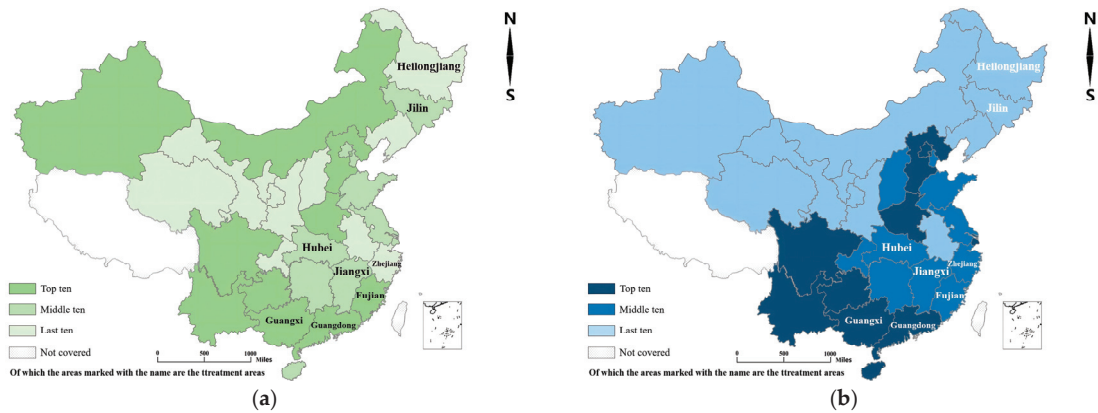 N
S
Heilongjiang
Jilin
Hubei
Jiangxi
Zhejiang
Fujian
Guangxi
Guangdong
Top ten
Middle ten
Last ten
Not covered
0 500 1000
Miles
Of which the areas marked with the name are the ttreatment areas
(a)
N
S
Heilongjiang
Jilin
Hubei
Jiangxi
Zhejiang
Fujian
Guangxi
Guangdong
Top ten
Middle ten
Last ten
Not covered
0 500 1000
Miles
Of which the areas marked with the name are the ttreatment areas
(b)